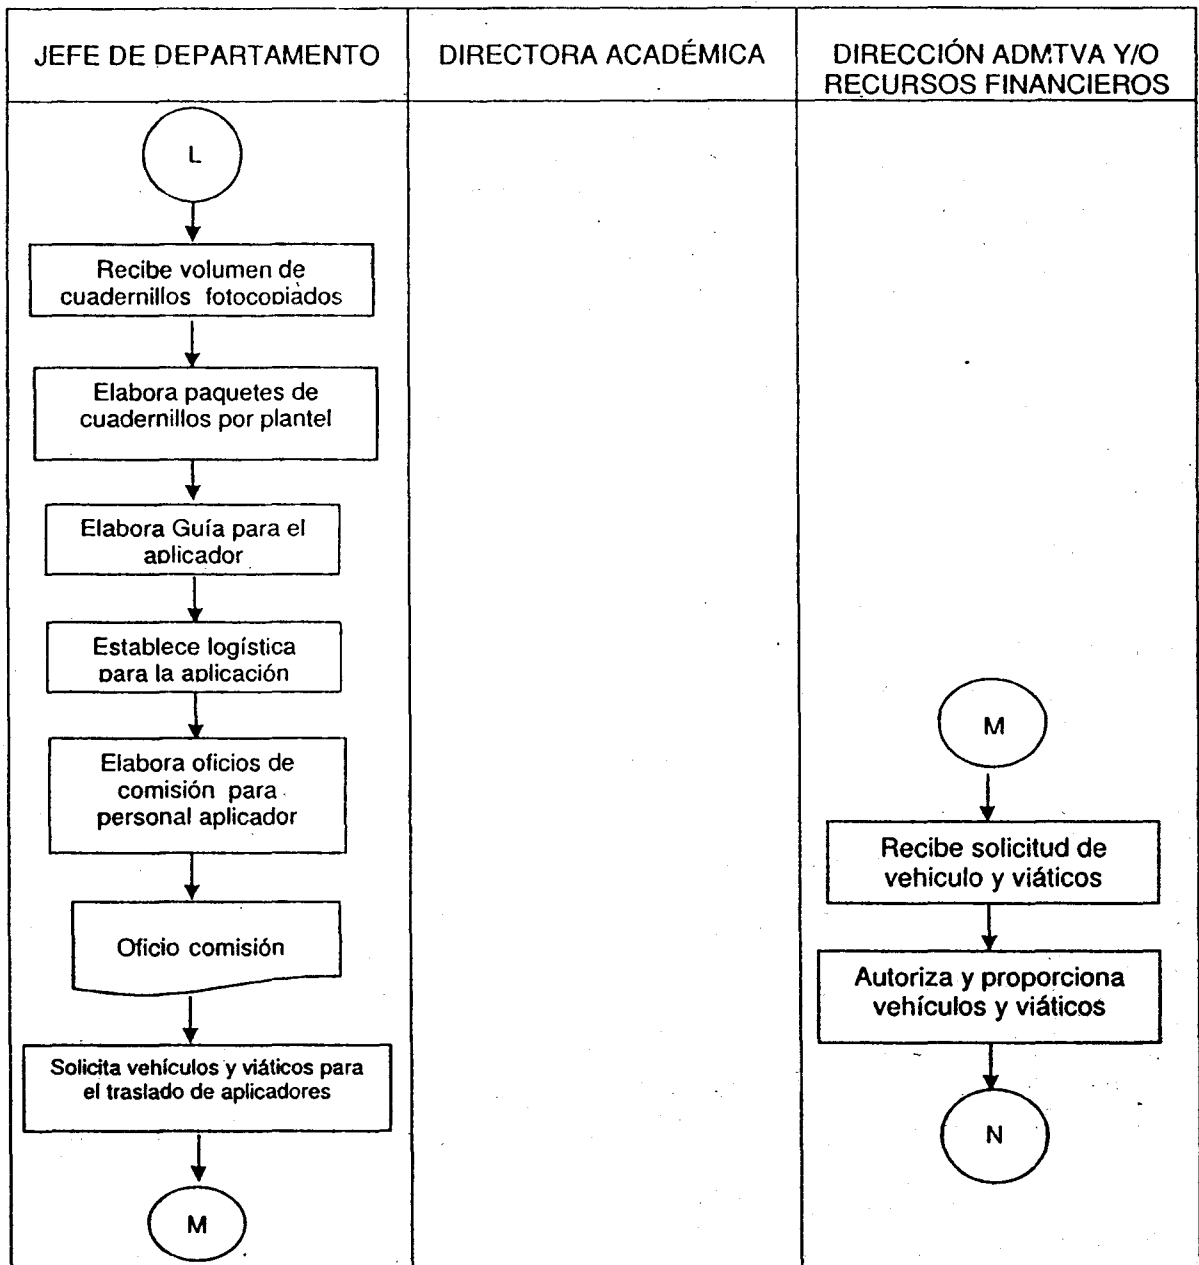 JEFE DE DEPARTAMENTO
DIRECTORA ACADÉMICA
DIRECCIÓN ADMTVA Y/O
RECURSOS FINANCIEROS
L
Recibe volumen de
cuadernillos fotocopiados
Elabora paquetes de
cuadernillos por plantel
Elabora Guía para el
aplicador
Establece logística
para la aplicación
Elabora oficios de
comisión para
personal aplicador
Oficio comisión
Solicita vehículos y viáticos para
el traslado de aplicadores
M
M
Recibe solicitud de
vehiculo y viáticos
Autoriza y proporciona
vehículos y viáticos
N